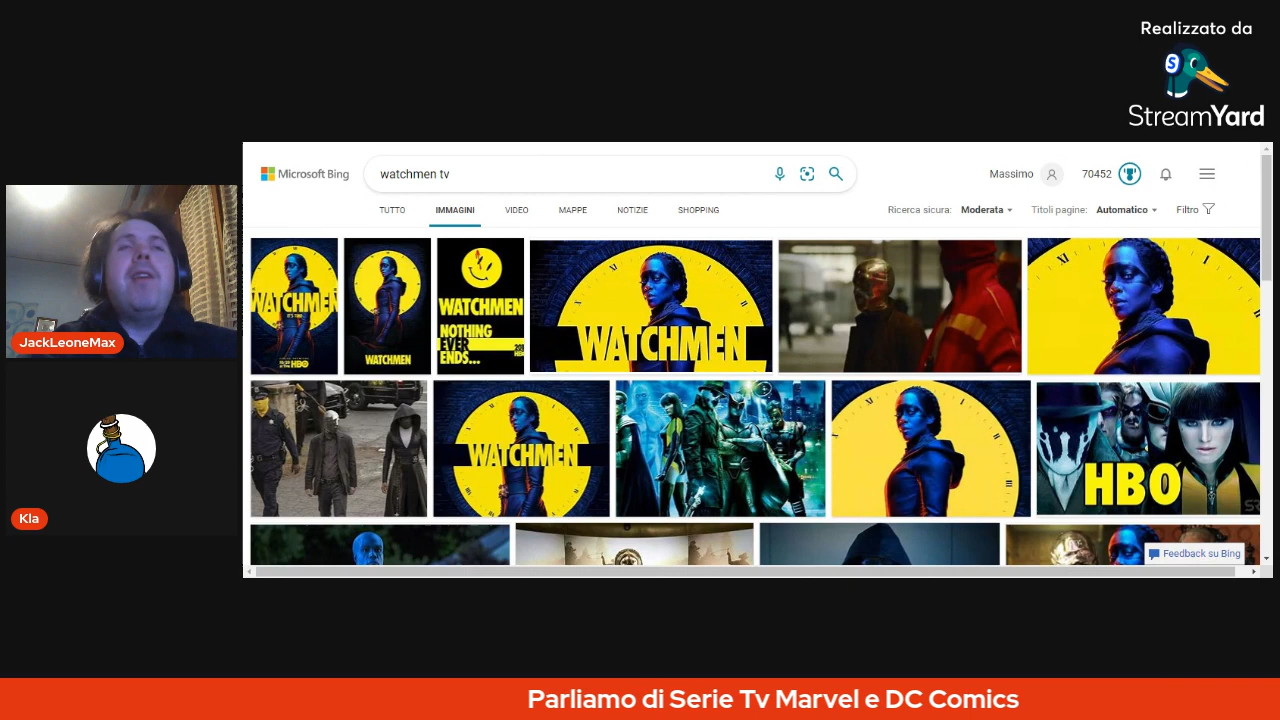 Realizzato da
S
StreamYard
Microsoft Bing
watchmen tv
Massimo
70452
TUTTO
IMMAGINI
VIDEO
MAPPE
NOTIZIE
SHOPPING
Ricerca sicura: Moderata
Titoli pagine: Automatico
Filtro
WATCHMEN
WATCHMEN
WATCHMEN
NOTHING
EVER
ENDS...
HBO
WATCHMEN
WATCHMEN
HBO
JackLeoneMax
Kla
Feedback su Bing
Parliamo di Serie Tv Marvel e DC Comics